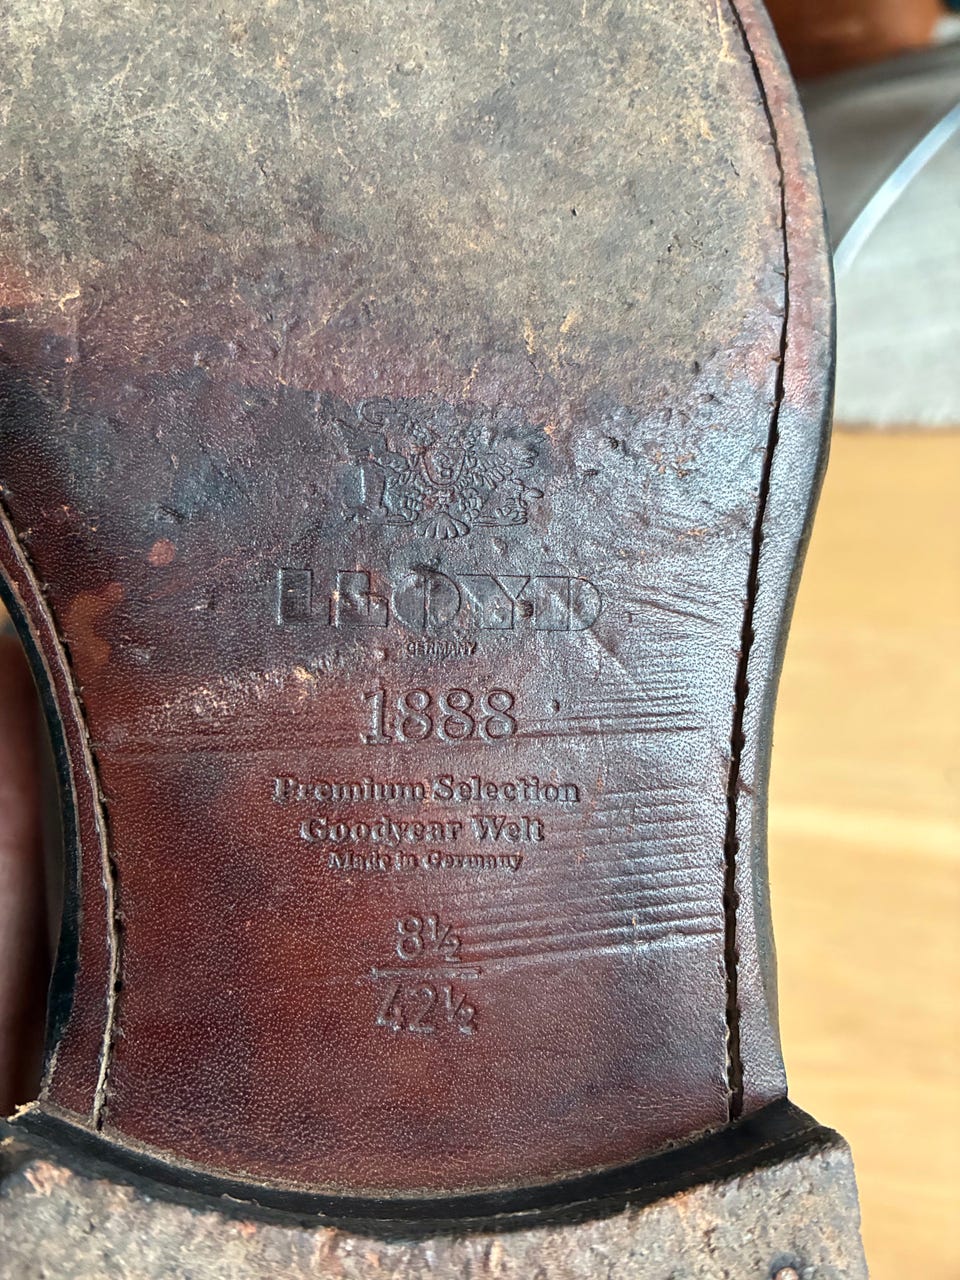 LLOYD
GERMANY
1888
Premium Selection
Goodyear Welt
Made in Germany
8½
42½